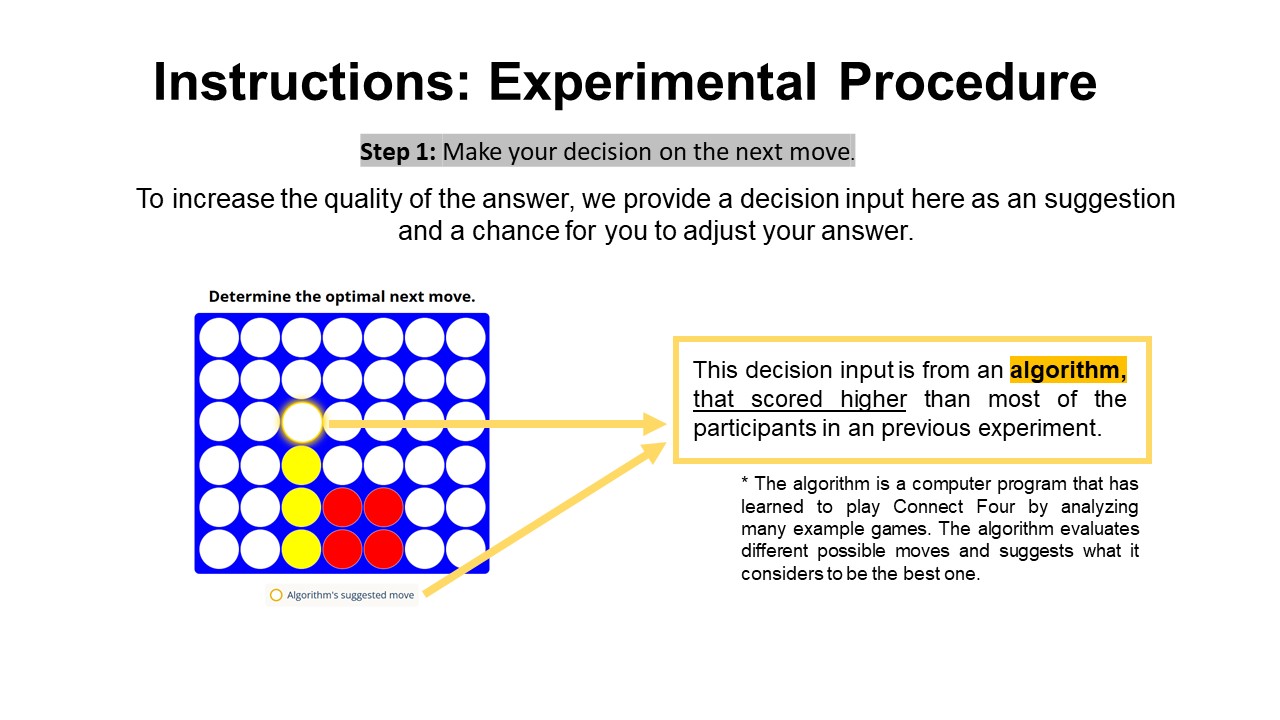 Instructions: Experimental Procedure
Step 1: Make your decision on the next move.
To increase the quality of the answer, we provide a decision input here as an suggestion
and a chance for you to adjust your answer.
Determine the optimal next move.
This decision input is from an algorithm,
that scored higher than most of the
participants in an previous experiment.
* The algorithm is a computer program that has
learned to play Connect Four by analyzing
many example games. The algorithm evaluates
different possible moves and suggests what it
considers to be the best one.
Algorithm's suggested move